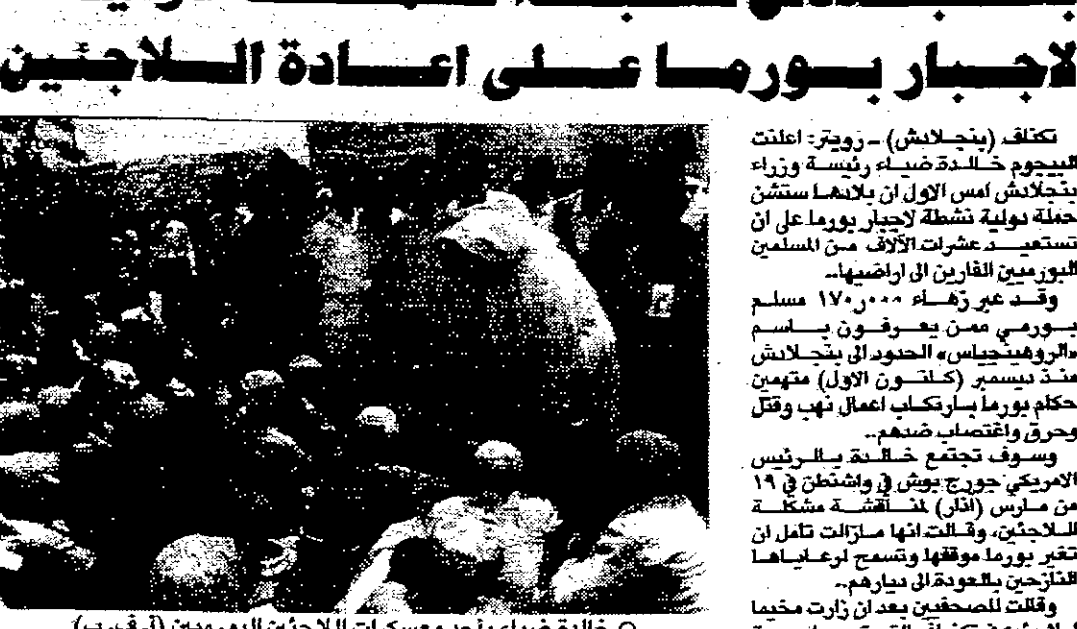 لاجبار بورما على اعادة اللاجئين
تكناف (بنجلادش) - رويتر: اعلنت
البيجوم خالدة ضياء رئيسة وزراء
بنجلادش امس الاول ان بلادها ستشن
حملة دولية نشطة لاجبار بورما على ان
تستعيد عشرات الآلاف من المسلمين
البورميين الفارين الى اراضيها..
وقد عبر زهاء ١٧٠٫٠٠٠ مسلم
بورمي ممن يعرفون باسم
«الروهينجياس» الحدود الى بنجلادش
منذ ديسمبر (كانون الاول) متهمين
حكام بورما بارتكاب اعمال نهب وقتل
وحرق واغتصاب ضدهم..
وسوف تجتمع خالدة بالرئيس
الامريكي جورج بوش في واشنطن في ١٩
من مارس (اذار) لمناقشة مشكلة
اللاجئين، وقالت انها مازالت تأمل ان
تغير بورما موقفها وتسمح لرعاياها
النازحين بالعودة الى ديارهم..
وقالت للصحفيين بعد ان زارت مخيما
خالدة ضياء